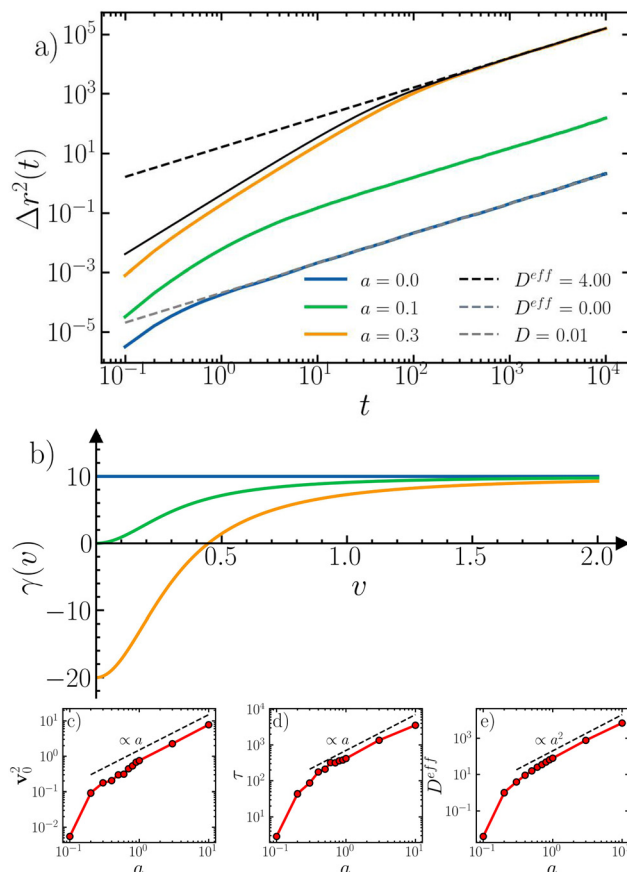 a)
10^5
10^3
10^1
10^{-1}
10^{-3}
10^{-5}
Δr^2(t)
a = 0.0
a = 0.1
a = 0.3
D^{eff} = 4.00
D^{eff} = 0.00
D = 0.01
10^{-1} 10^0 10^1 10^2 10^3 10^4
t
b)
10
0
−10
−20
γ(v)
0.5 1.0 1.5 2.0
v
c)
10^1
10^0
10^{-1}
10^{-2}
v_0^2
∝ a
10^{-1} 10^0 10^1
a
d)
10^4
10^3
10^2
10^1
τ
∝ a
10^{-1} 10^0 10^1
a
e)
10^3
10^1
10^{-1}
D^{eff}
∝ a^2
10^{-1} 10^0 10^1
a